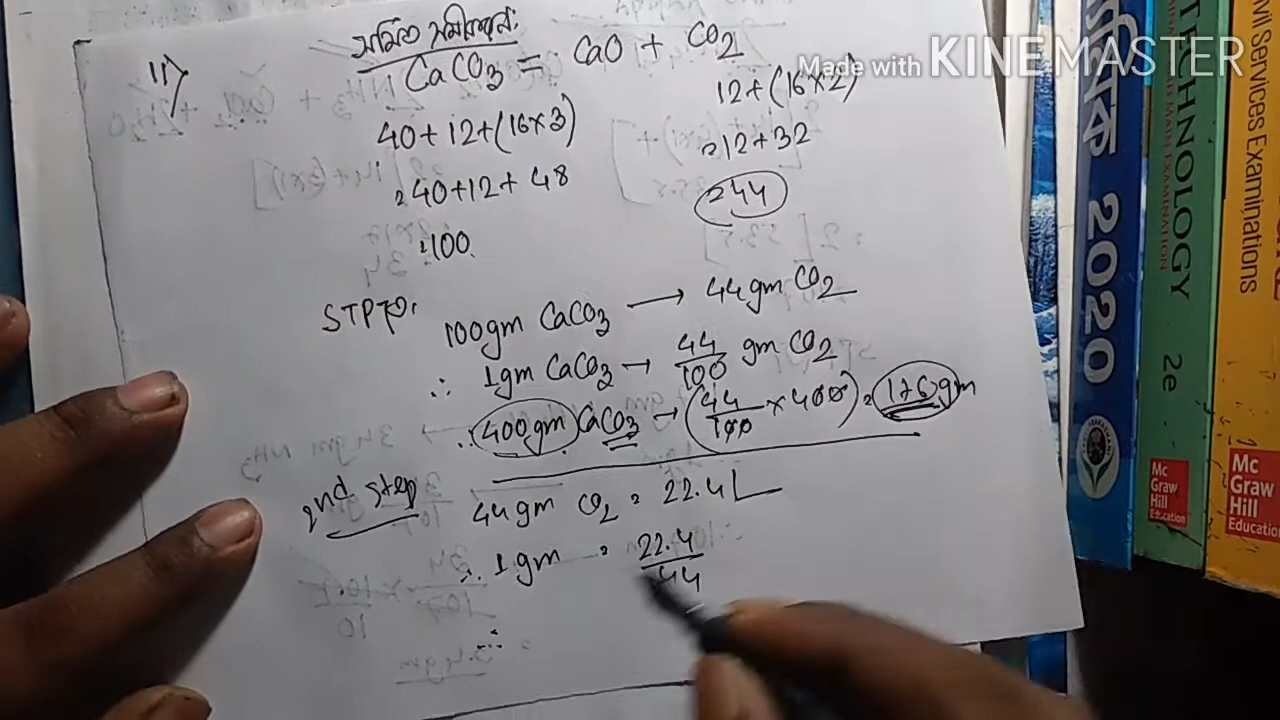 সমিত সমীকরণ:
11) CaCO3 = CaO + CO2
40+12+(16×3)
12+(16×2)
=40+12+48
=12+32
=100.
=44
STPতে,
100gm CaCO3 → 44gm CO2
∴ 1gm CaCO3 → 44/100 gm CO2
∴ 400gm CaCO3 → (44/100 × 400) = 176gm
2nd step
44gm CO2 = 22.4L
∴ 1gm = 22.4/44
∴
Made with KINEMASTER
2020
TECHNOLOGY
2e
Civil Services Examinations
Mc
Graw
Hill
Education
Mc
Graw
Hill
Education